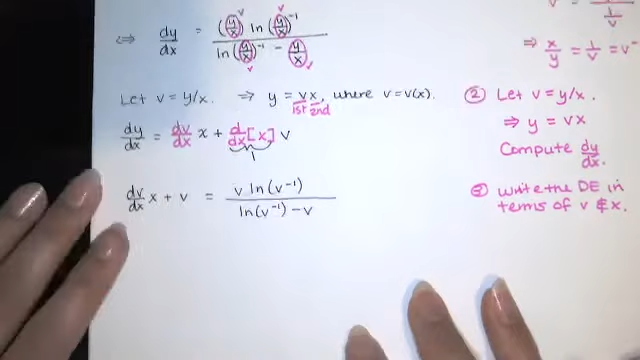 ⇔ dy/dx = (y/x) ln (y/x)⁻¹ / ln (y/x)⁻¹ − y/x
v v
v v
Let v = y/x. ⇒ y = vx, where v = v(x).
1st 2nd
dy/dx = dv/dx x + d/dx [x] v
1
dv/dx x + v = v ln(v⁻¹) / ln(v⁻¹) − v
1/v
⇒ x/y = 1/v = v⁻
② Let v = y/x.
⇒ y = vx
Compute dy/dx.
③ Write the DE in
terms of v & x.